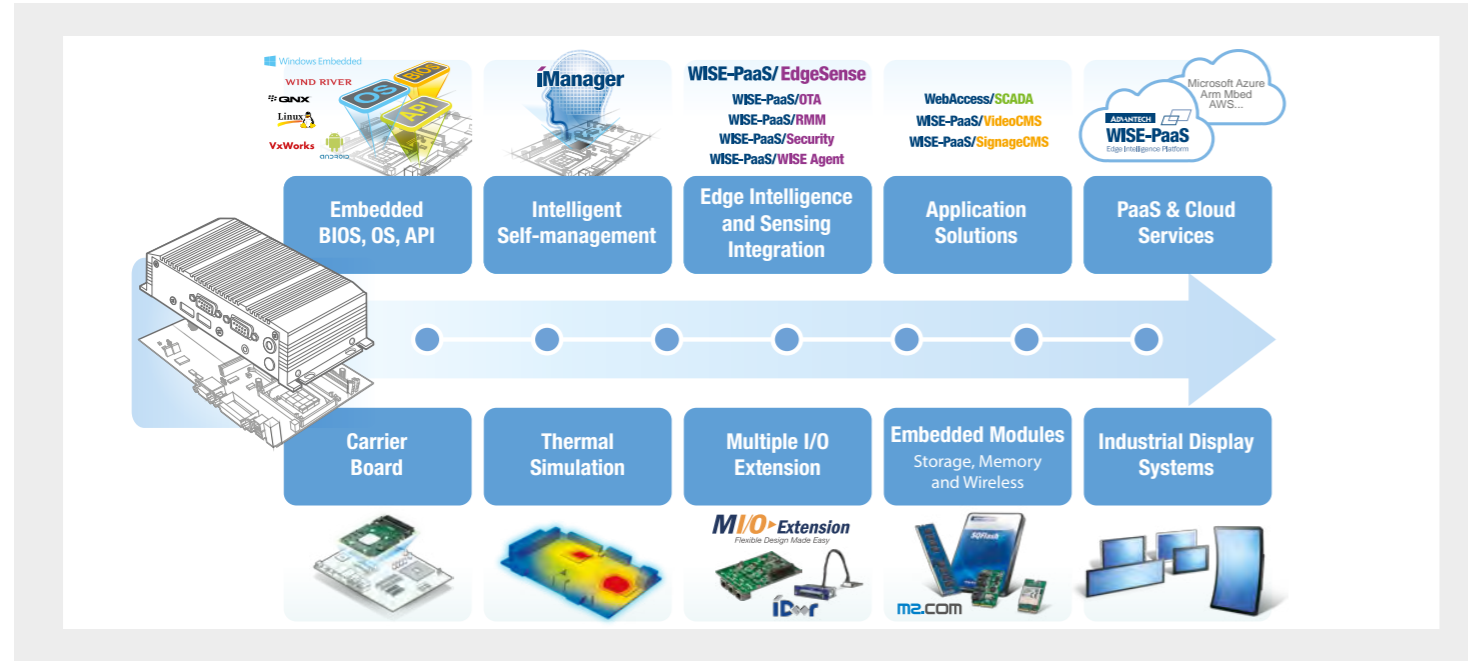 Windows Embedded
WIND RIVER
QNX
Linux
VxWorks
ANDROID
OS
BIOS
API
iManager
WISE-PaaS/EdgeSense
WISE-PaaS/OTA
WISE-PaaS/RMM
WISE-PaaS/Security
WISE-PaaS/WISE Agent
WebAccess/SCADA
WISE-PaaS/VideoCMS
WISE-PaaS/SignageCMS
Microsoft Azure
Arm Mbed
AWS...
ADVANTECH
WISE-PaaS
Edge Intelligence Platform
Embedded
BIOS, OS, API
Intelligent
Self-management
Edge Intelligence
and Sensing
Integration
Application
Solutions
PaaS & Cloud
Services
Carrier
Board
Thermal
Simulation
Multiple I/O
Extension
Embedded Modules
Storage, Memory
and Wireless
Industrial Display
Systems
MI/O Extension
Flexible Design Made Easy
iDoor
SQFlash
m2.com